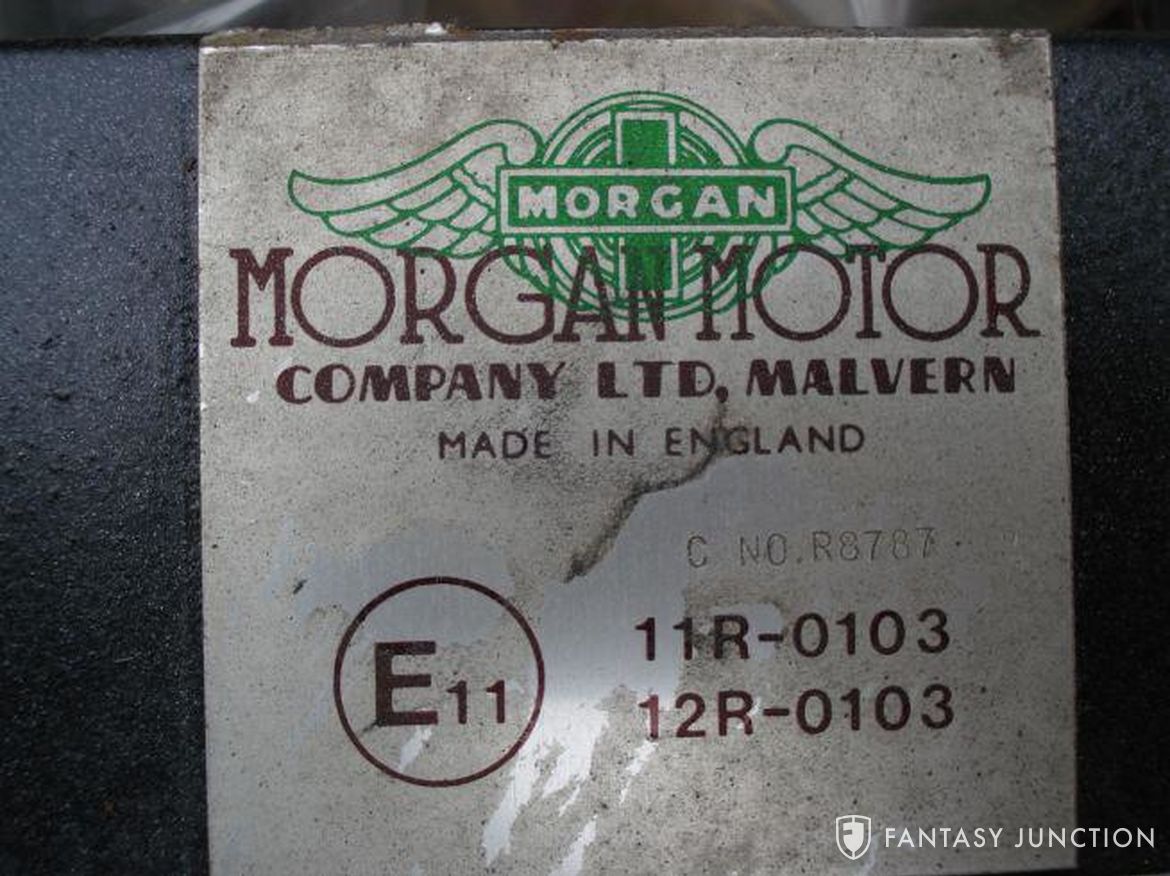 MORGAN
MORGAN MOTOR
COMPANY LTD, MALVERN
MADE IN ENGLAND
C NO. R8787
E11
11R-0103
12R-0103
FANTASY JUNCTION